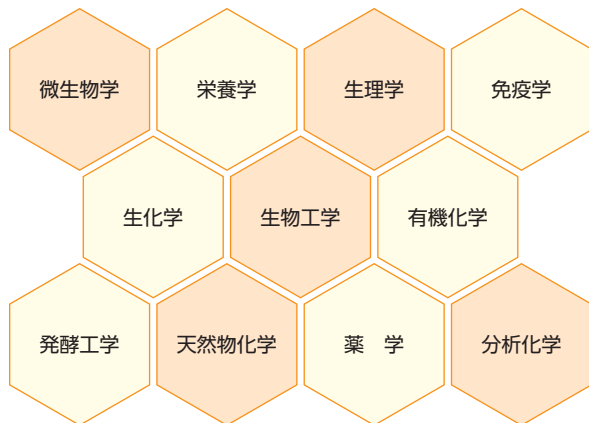 微生物学
栄養学
生理学
免疫学
生化学
生物工学
有機化学
発酵工学
天然物化学
薬　学
分析化学